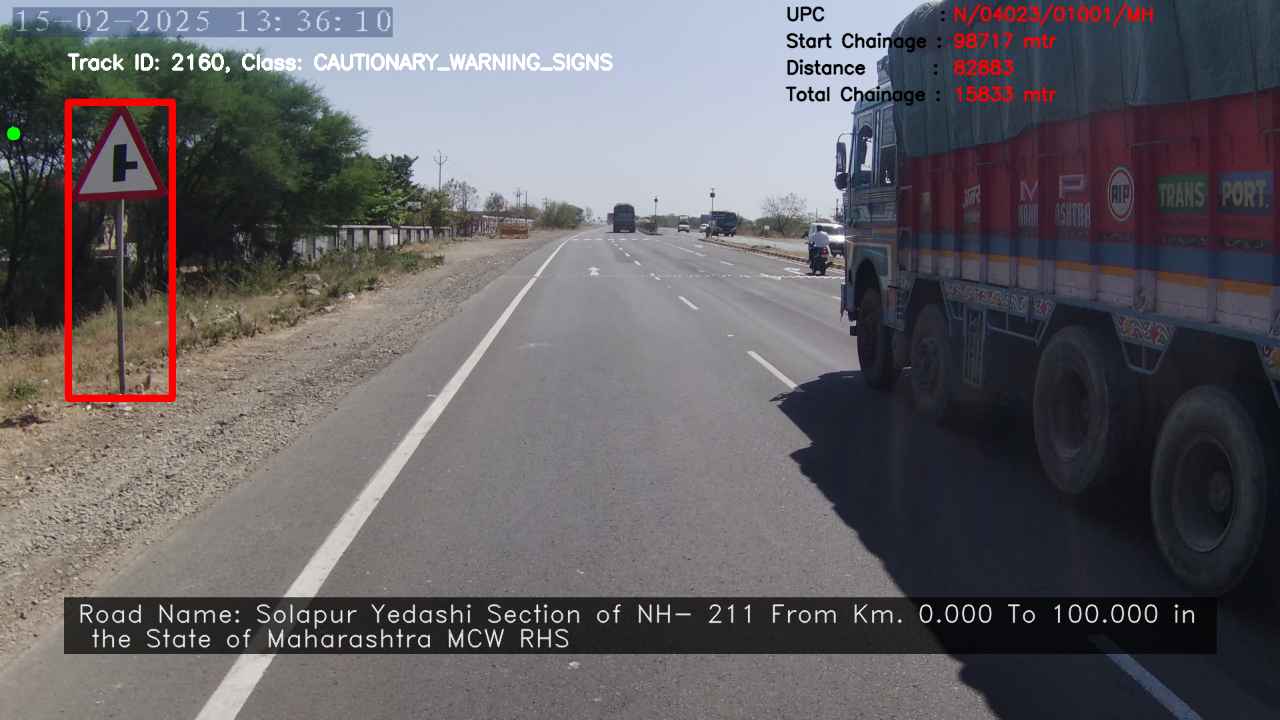 15-02-2025 13:36:10
Track ID: 2160, Class: CAUTIONARY_WARNING_SIGNS
UPC : N/04023/01001/MH
Start Chainage : 98717 mtr
Distance : 82883
Total Chainage : 15833 mtr
M P
TRANS PORT.
Road Name: Solapur Yedashi Section of NH- 211 From Km. 0.000 To 100.000 in
the State of Maharashtra MCW RHS